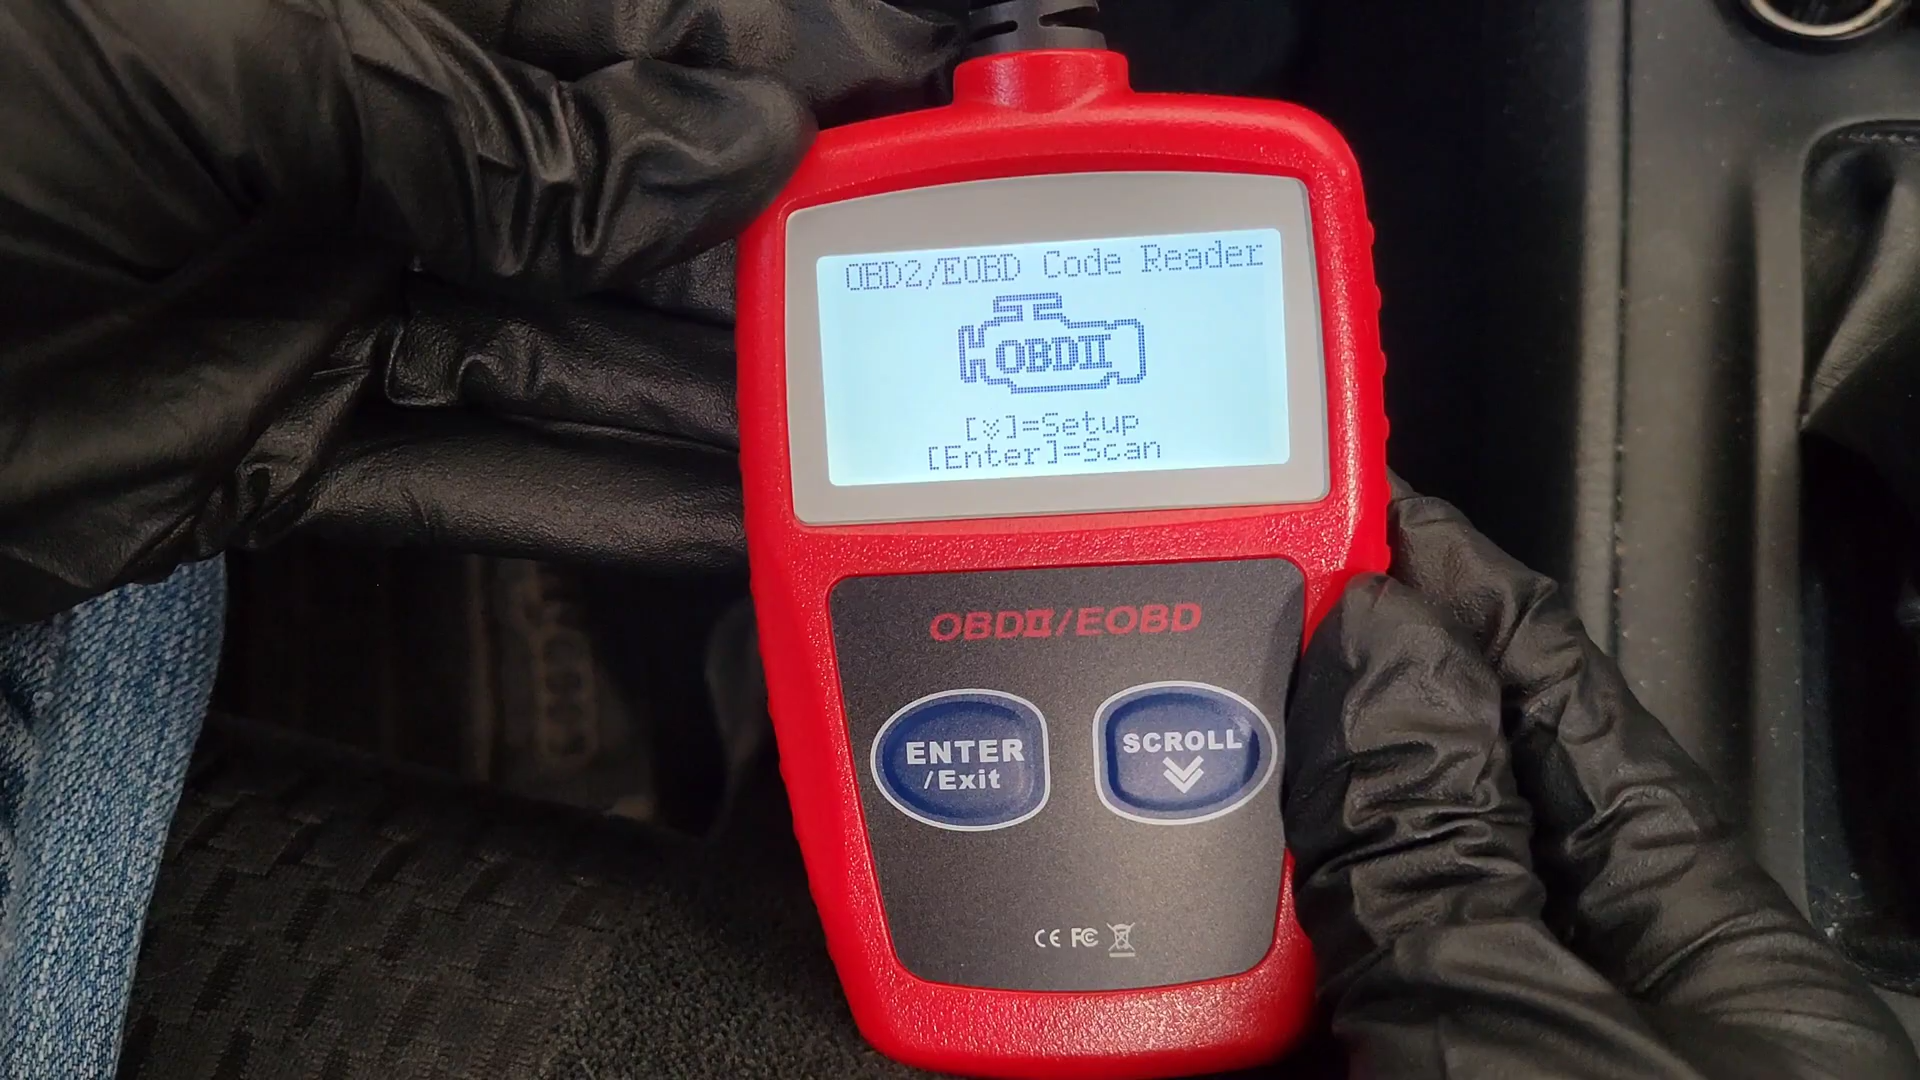 OBD2/EOBD Code Reader
OBDII
[⌄]=Setup
[Enter]=Scan
OBDII/EOBD
ENTER
/Exit
SCROLL
CE FC